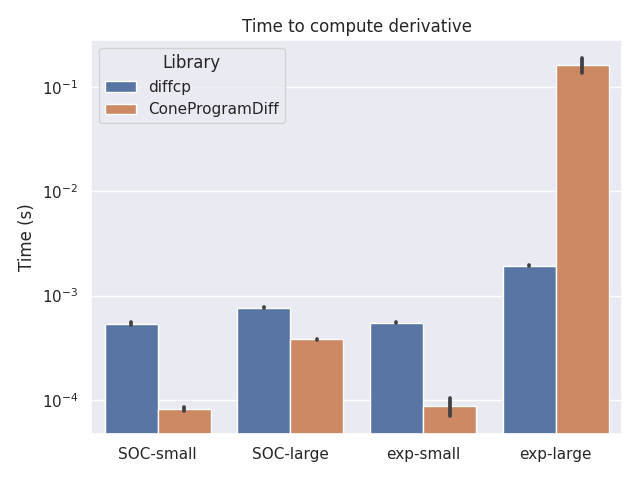 Time to compute derivative
Library
diffcp
ConeProgramDiff
Time (s)
10⁻¹
10⁻²
10⁻³
10⁻⁴
SOC-small
SOC-large
exp-small
exp-large